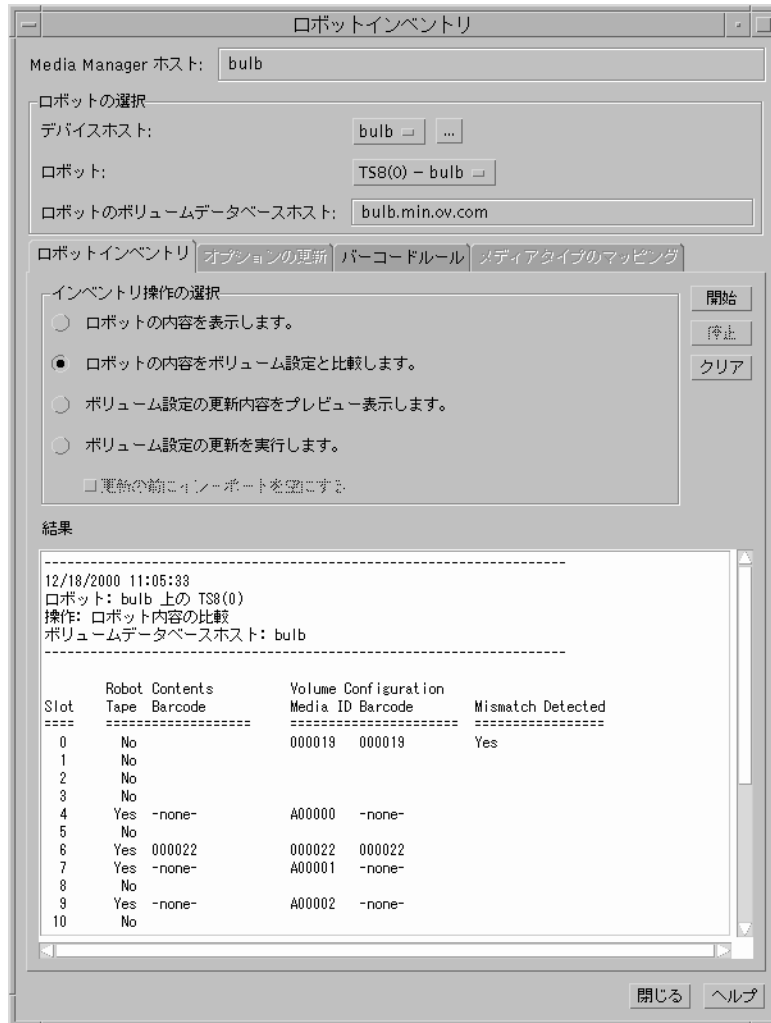 ロボットインベントリ
Media Manager ホスト: bulb
ロボットの選択
デバイスホスト: bulb ...
ロボット: TS8(0) - bulb
ロボットのボリュームデータベースホスト: bulb.min.ov.com
ロボットインベントリ オプションの更新 バーコードルール メディアタイプのマッピング
インベントリ操作の選択
ロボットの内容を表示します。
ロボットの内容をボリューム設定と比較します。
ボリューム設定の更新内容をプレビュー表示します。
ボリューム設定の更新を実行します。
更新の前にインポートを空にする
開始
停止
クリア
結果
---------------------------------------------------------------------
12/18/2000 11:05:33
ロボット: bulb 上の TS8(0)
操作: ロボット内容の比較
ボリュームデータベースホスト: bulb
---------------------------------------------------------------------
Robot Contents Volume Configuration
Slot Tape Barcode Media ID Barcode Mismatch Detected
==== =================== ====================== =================
0 No 000019 000019 Yes
1 No
2 No
3 No
4 Yes -none- A00000 -none-
5 No
6 Yes 000022 000022 000022
7 Yes -none- A00001 -none-
8 No
9 Yes -none- A00002 -none-
10 No
閉じる ヘルプ